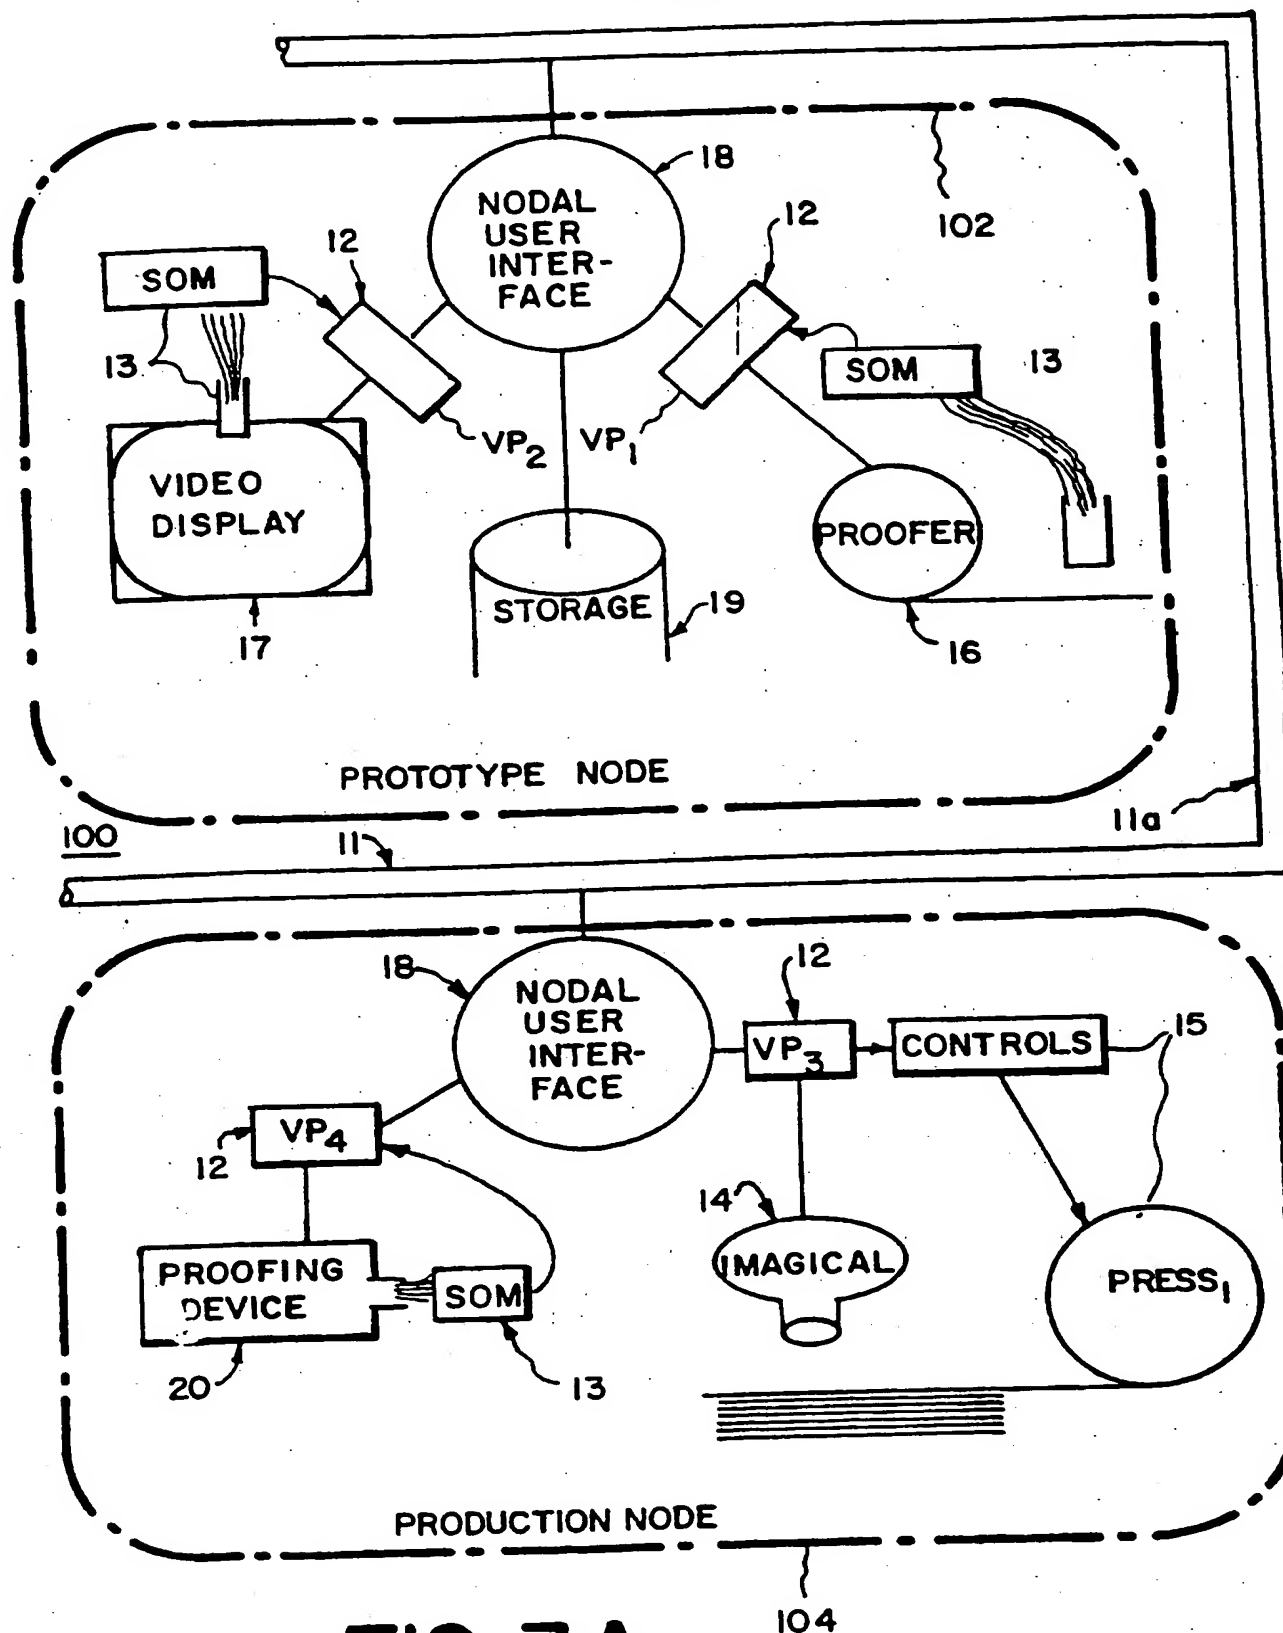 18
NODAL
USER
INTER-
FACE
102
12
12
SOM
13
SOM
13
VP2
VP1
VIDEO
DISPLAY
PROOFER
STORAGE
19
17
16
PROTOTYPE NODE
11a
100
11
18
NODAL
USER
INTER-
FACE
12
VP3
CONTROLS
15
VP4
12
14
IMAGICAL
PRESS1
PROOFING
DEVICE
SOM
20
13
PRODUCTION NODE
104